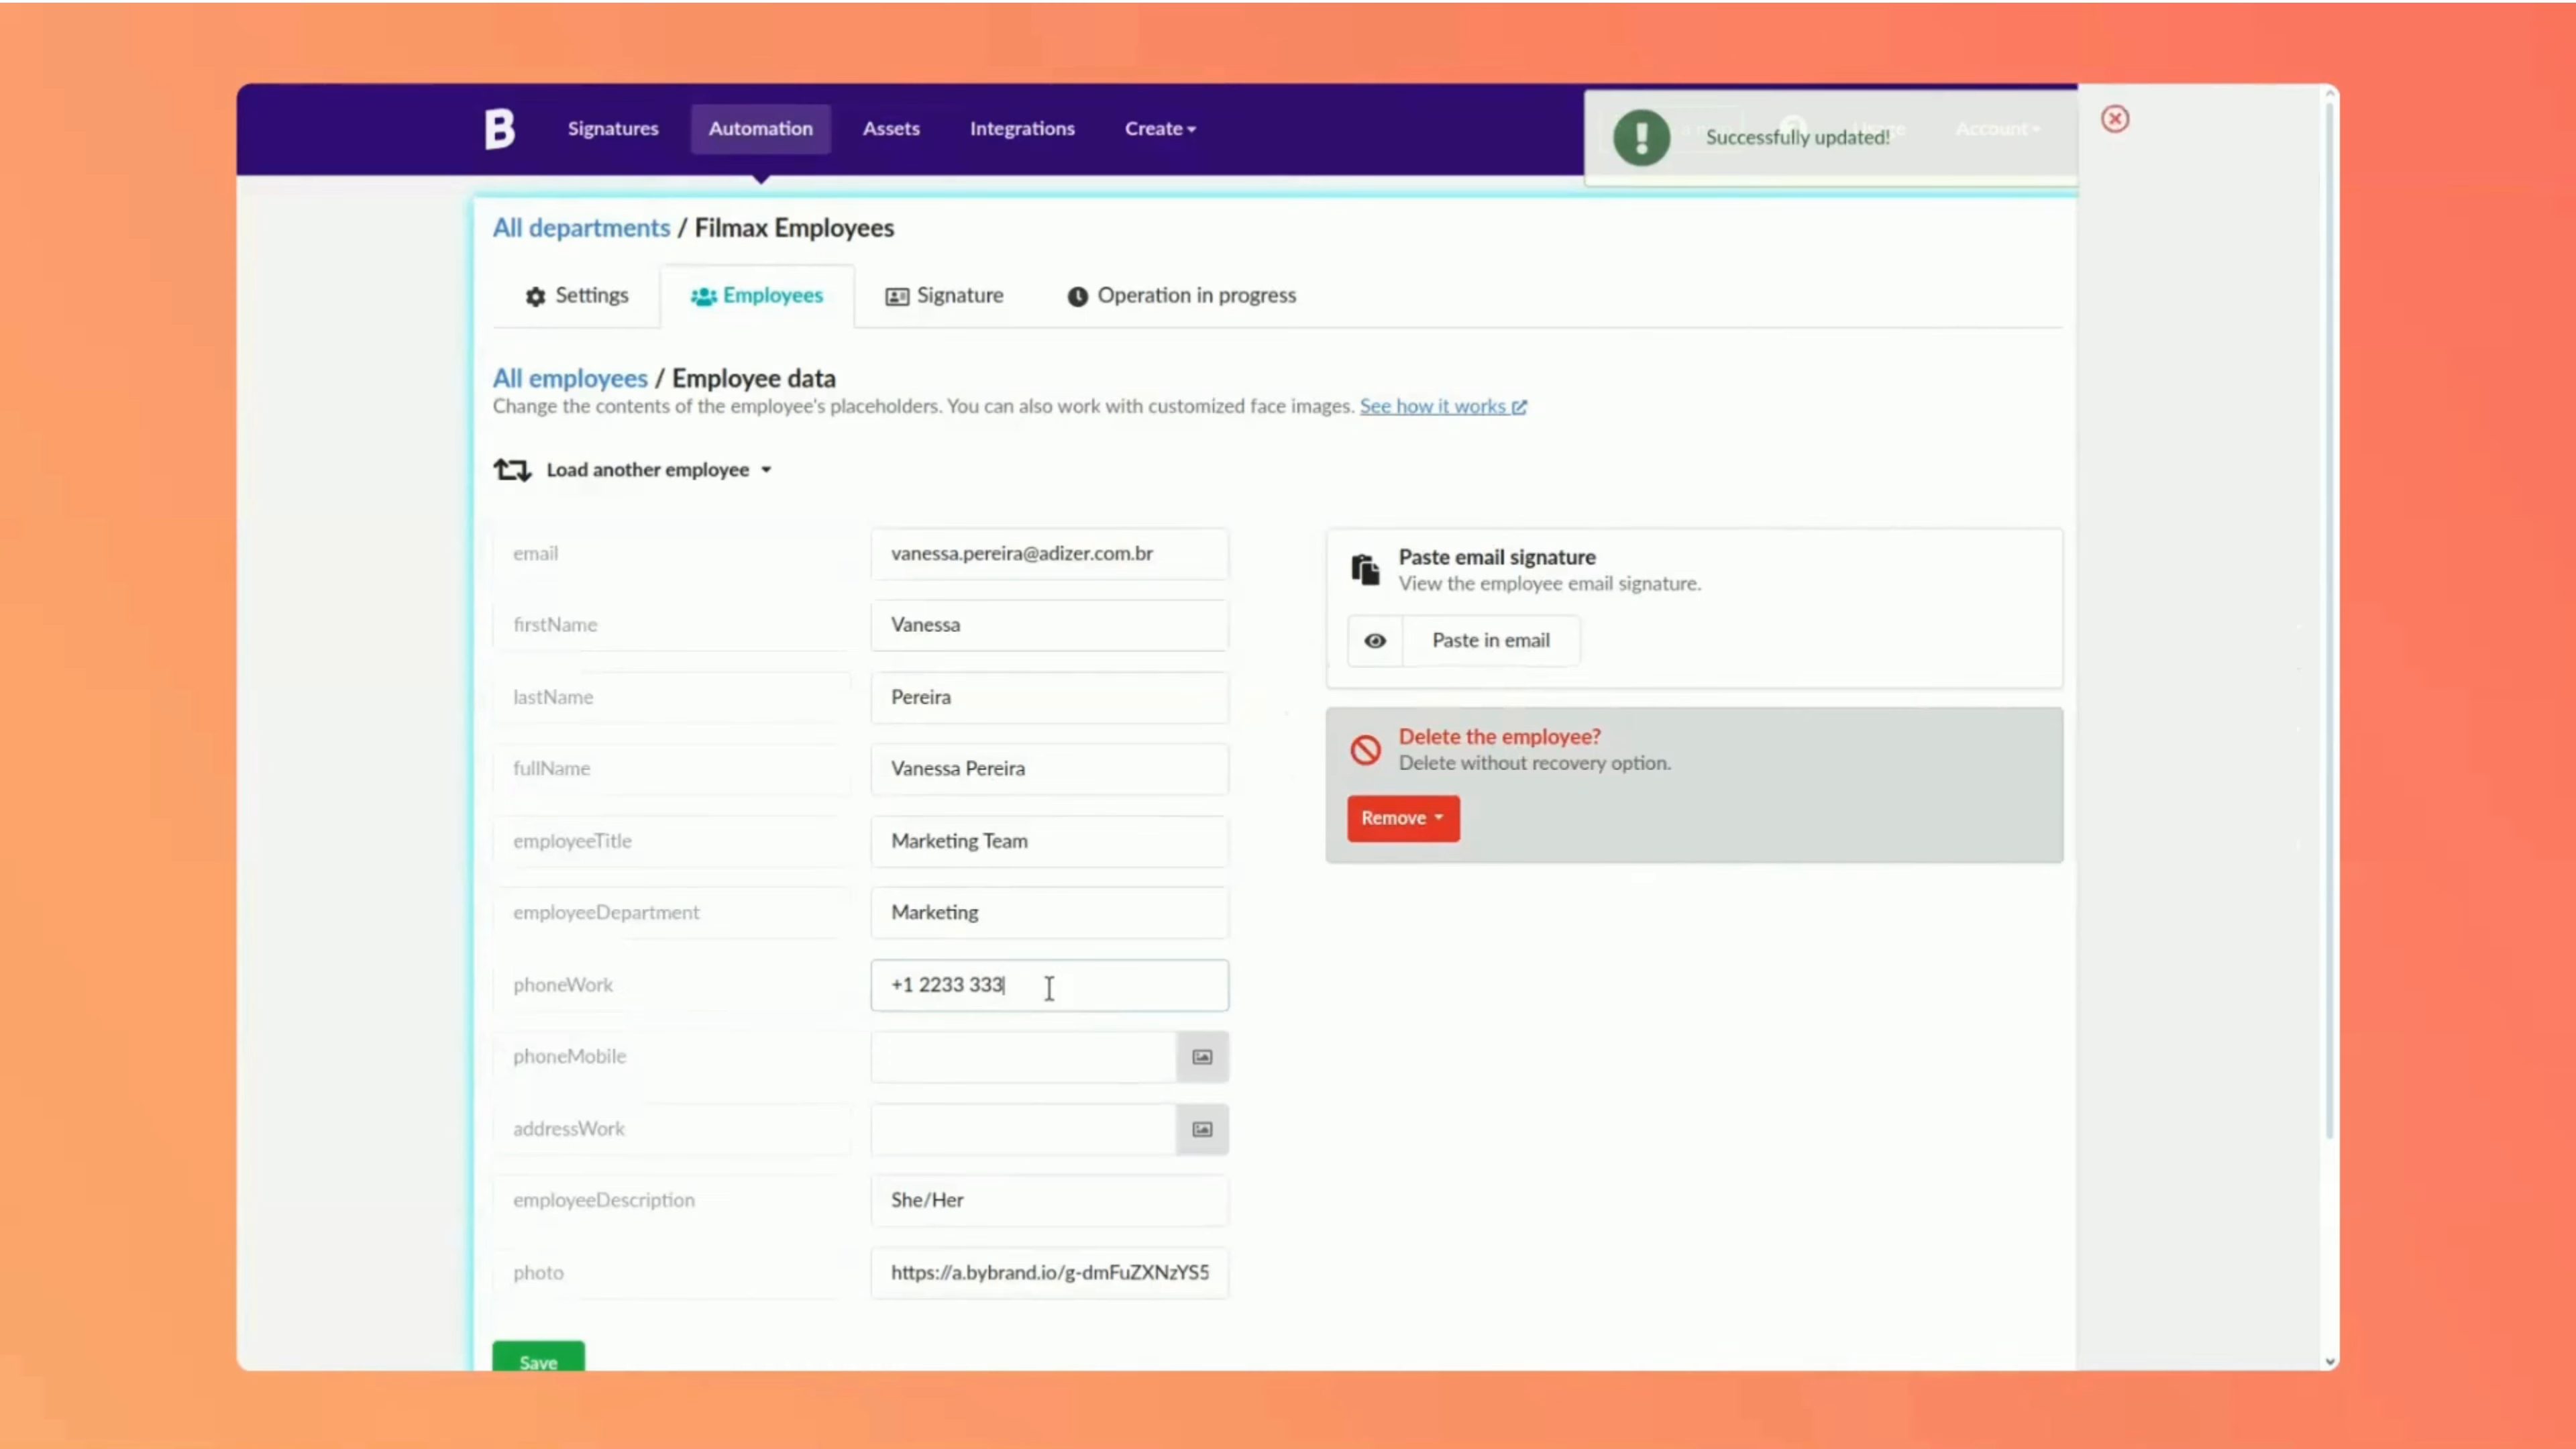 B Signatures Automation Assets Integrations Create
Successfully updated!
Usage Account
All departments / Filmax Employees
Settings Employees Signature Operation in progress
All employees / Employee data
Change the contents of the employee's placeholders. You can also work with customized face images. See how it works
Load another employee
email vanessa.pereira@adizer.com.br
firstName Vanessa
lastName Pereira
fullName Vanessa Pereira
employeeTitle Marketing Team
employeeDepartment Marketing
phoneWork +1 2233 333
phoneMobile
addressWork
employeeDescription She/Her
photo https://a.bybrand.io/g-dmFuZXNzYS5
Save
Paste email signature
View the employee email signature.
Paste in email
Delete the employee?
Delete without recovery option.
Remove